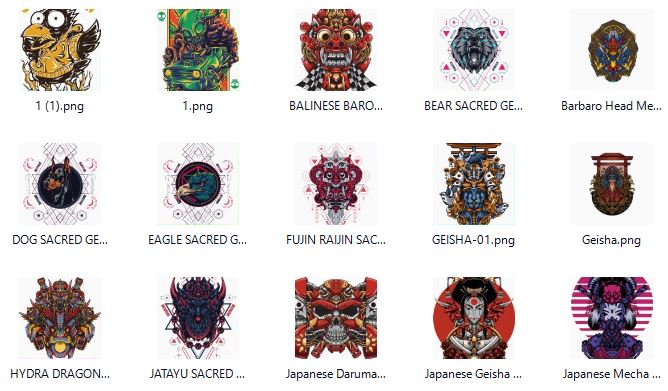 1 (1).png
1.png
BALINESE BARO...
BEAR SACRED GE...
Barbaro Head Me...
DOG SACRED GE...
EAGLE SACRED G...
FUJIN RAIJIN SAC...
GEISHA-01.png
Geisha.png
HYDRA DRAGON...
JATAYU SACRED ...
Japanese Daruma...
Japanese Geisha ...
Japanese Mecha ...